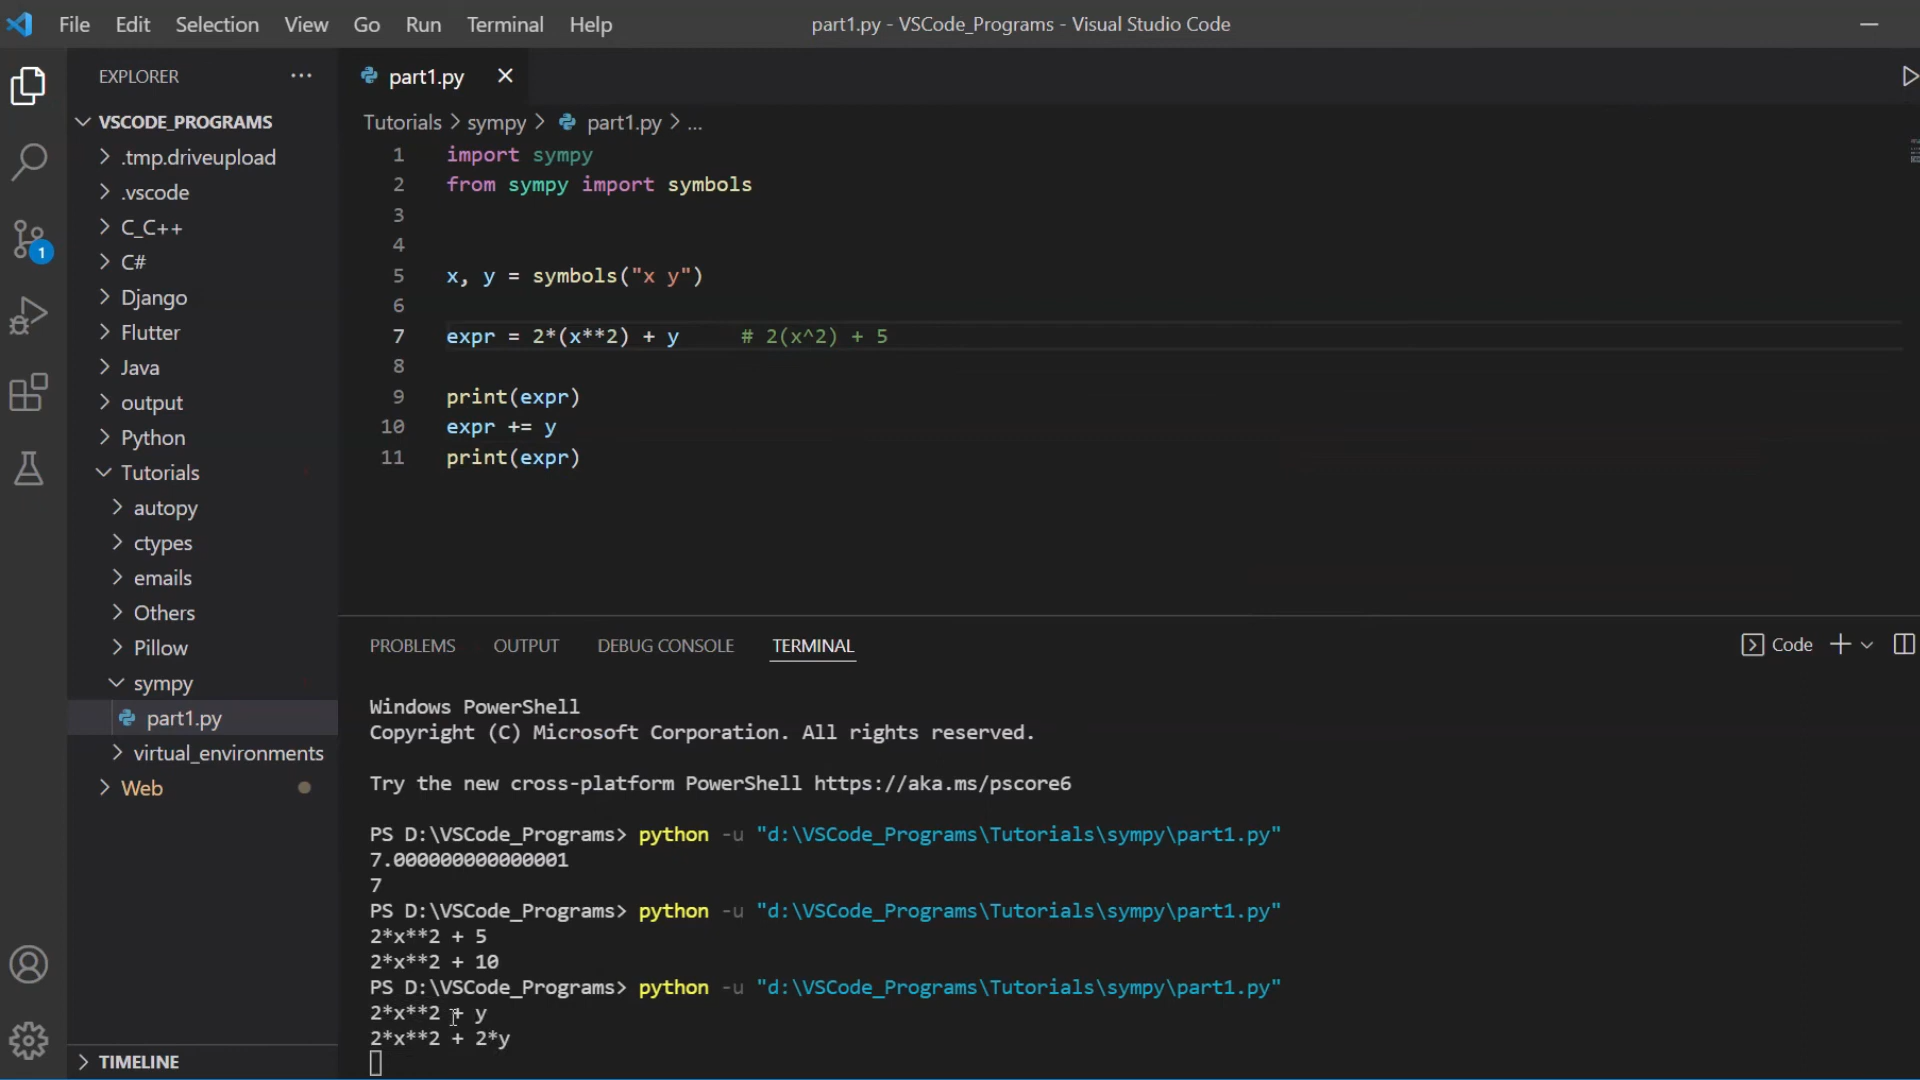 File Edit Selection View Go Run Terminal Help
part1.py - VSCode_Programs - Visual Studio Code
EXPLORER ...
VSCODE_PROGRAMS
.tmp.driveupload
.vscode
C_C++
C#
Django
Flutter
Java
output
Python
Tutorials
autopy
ctypes
emails
Others
Pillow
sympy
part1.py
virtual_environments
Web
TIMELINE
1
part1.py
Tutorials > sympy > part1.py > ...
1 import sympy
2 from sympy import symbols
3
4
5 x, y = symbols("x y")
6
7 expr = 2*(x**2) + y # 2(x^2) + 5
8
9 print(expr)
10 expr += y
11 print(expr)
PROBLEMS OUTPUT DEBUG CONSOLE TERMINAL
Code
Windows PowerShell
Copyright (C) Microsoft Corporation. All rights reserved.
Try the new cross-platform PowerShell https://aka.ms/pscore6
PS D:\VSCode_Programs> python -u "d:\VSCode_Programs\Tutorials\sympy\part1.py"
7.000000000000001
7
PS D:\VSCode_Programs> python -u "d:\VSCode_Programs\Tutorials\sympy\part1.py"
2*x**2 + 5
2*x**2 + 10
PS D:\VSCode_Programs> python -u "d:\VSCode_Programs\Tutorials\sympy\part1.py"
2*x**2 + y
2*x**2 + 2*y